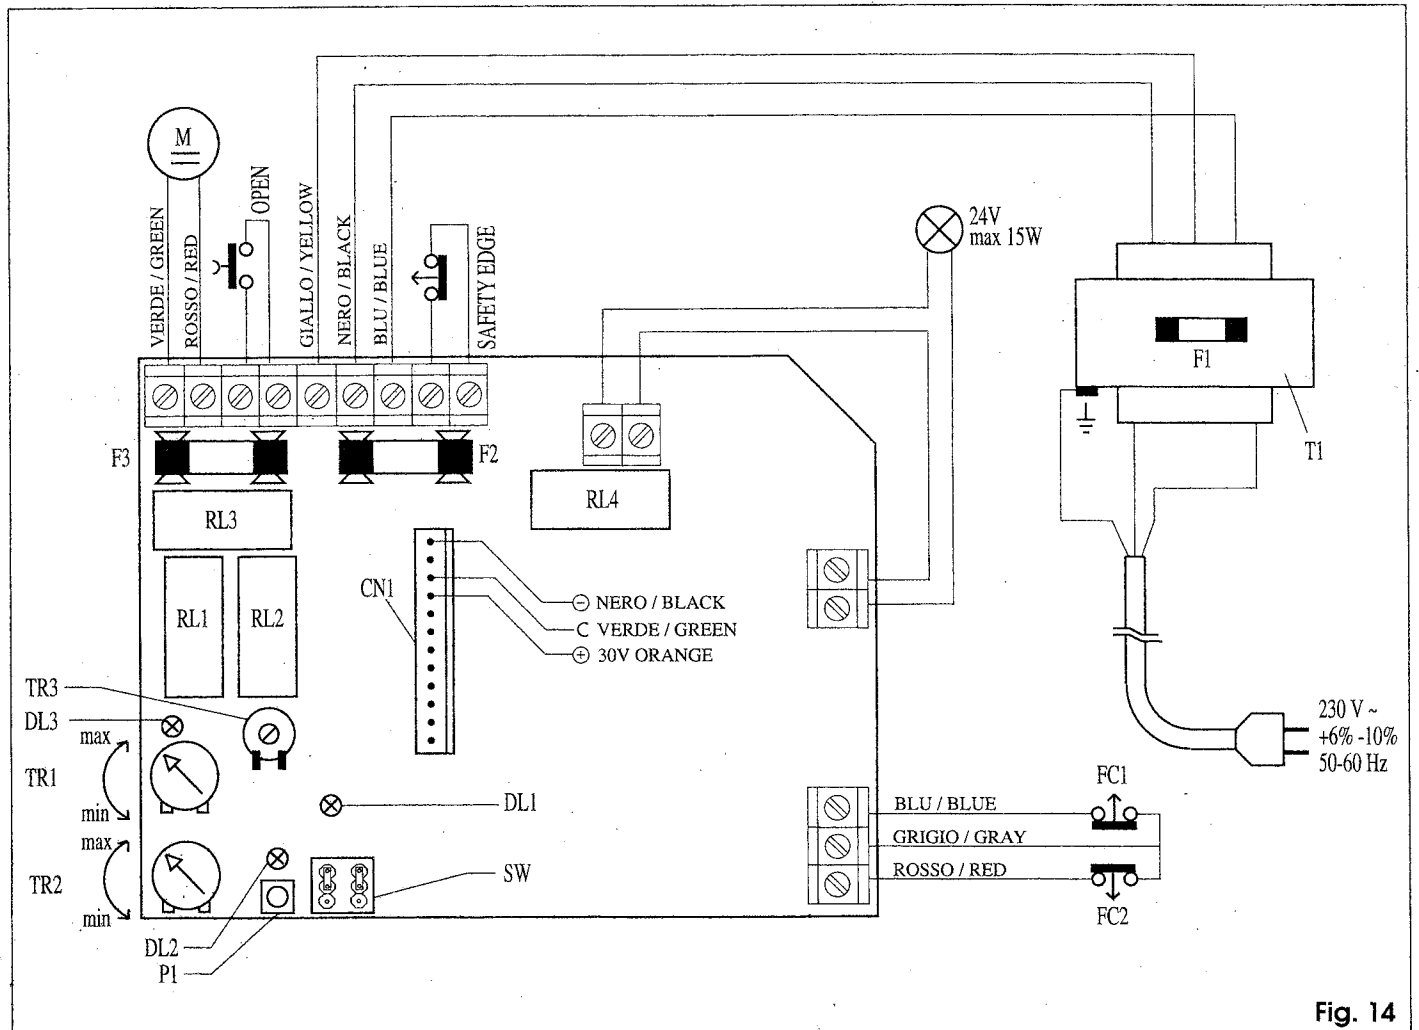 M
VERDE / GREEN
ROSSO / RED
OPEN
GIALLO / YELLOW
NERO / BLACK
BLU / BLUE
SAFETY EDGE
24V
max 15W
F1
T1
F3
F2
RL3
RL4
RL1
RL2
CN1
- NERO / BLACK
C VERDE / GREEN
+ 30V ORANGE
TR3
DL3
max
TR1
min
max
TR2
min
DL1
SW
DL2
P1
230 V ~
+6% -10%
50-60 Hz
FC1
BLU / BLUE
GRIGIO / GRAY
ROSSO / RED
FC2
Fig. 14